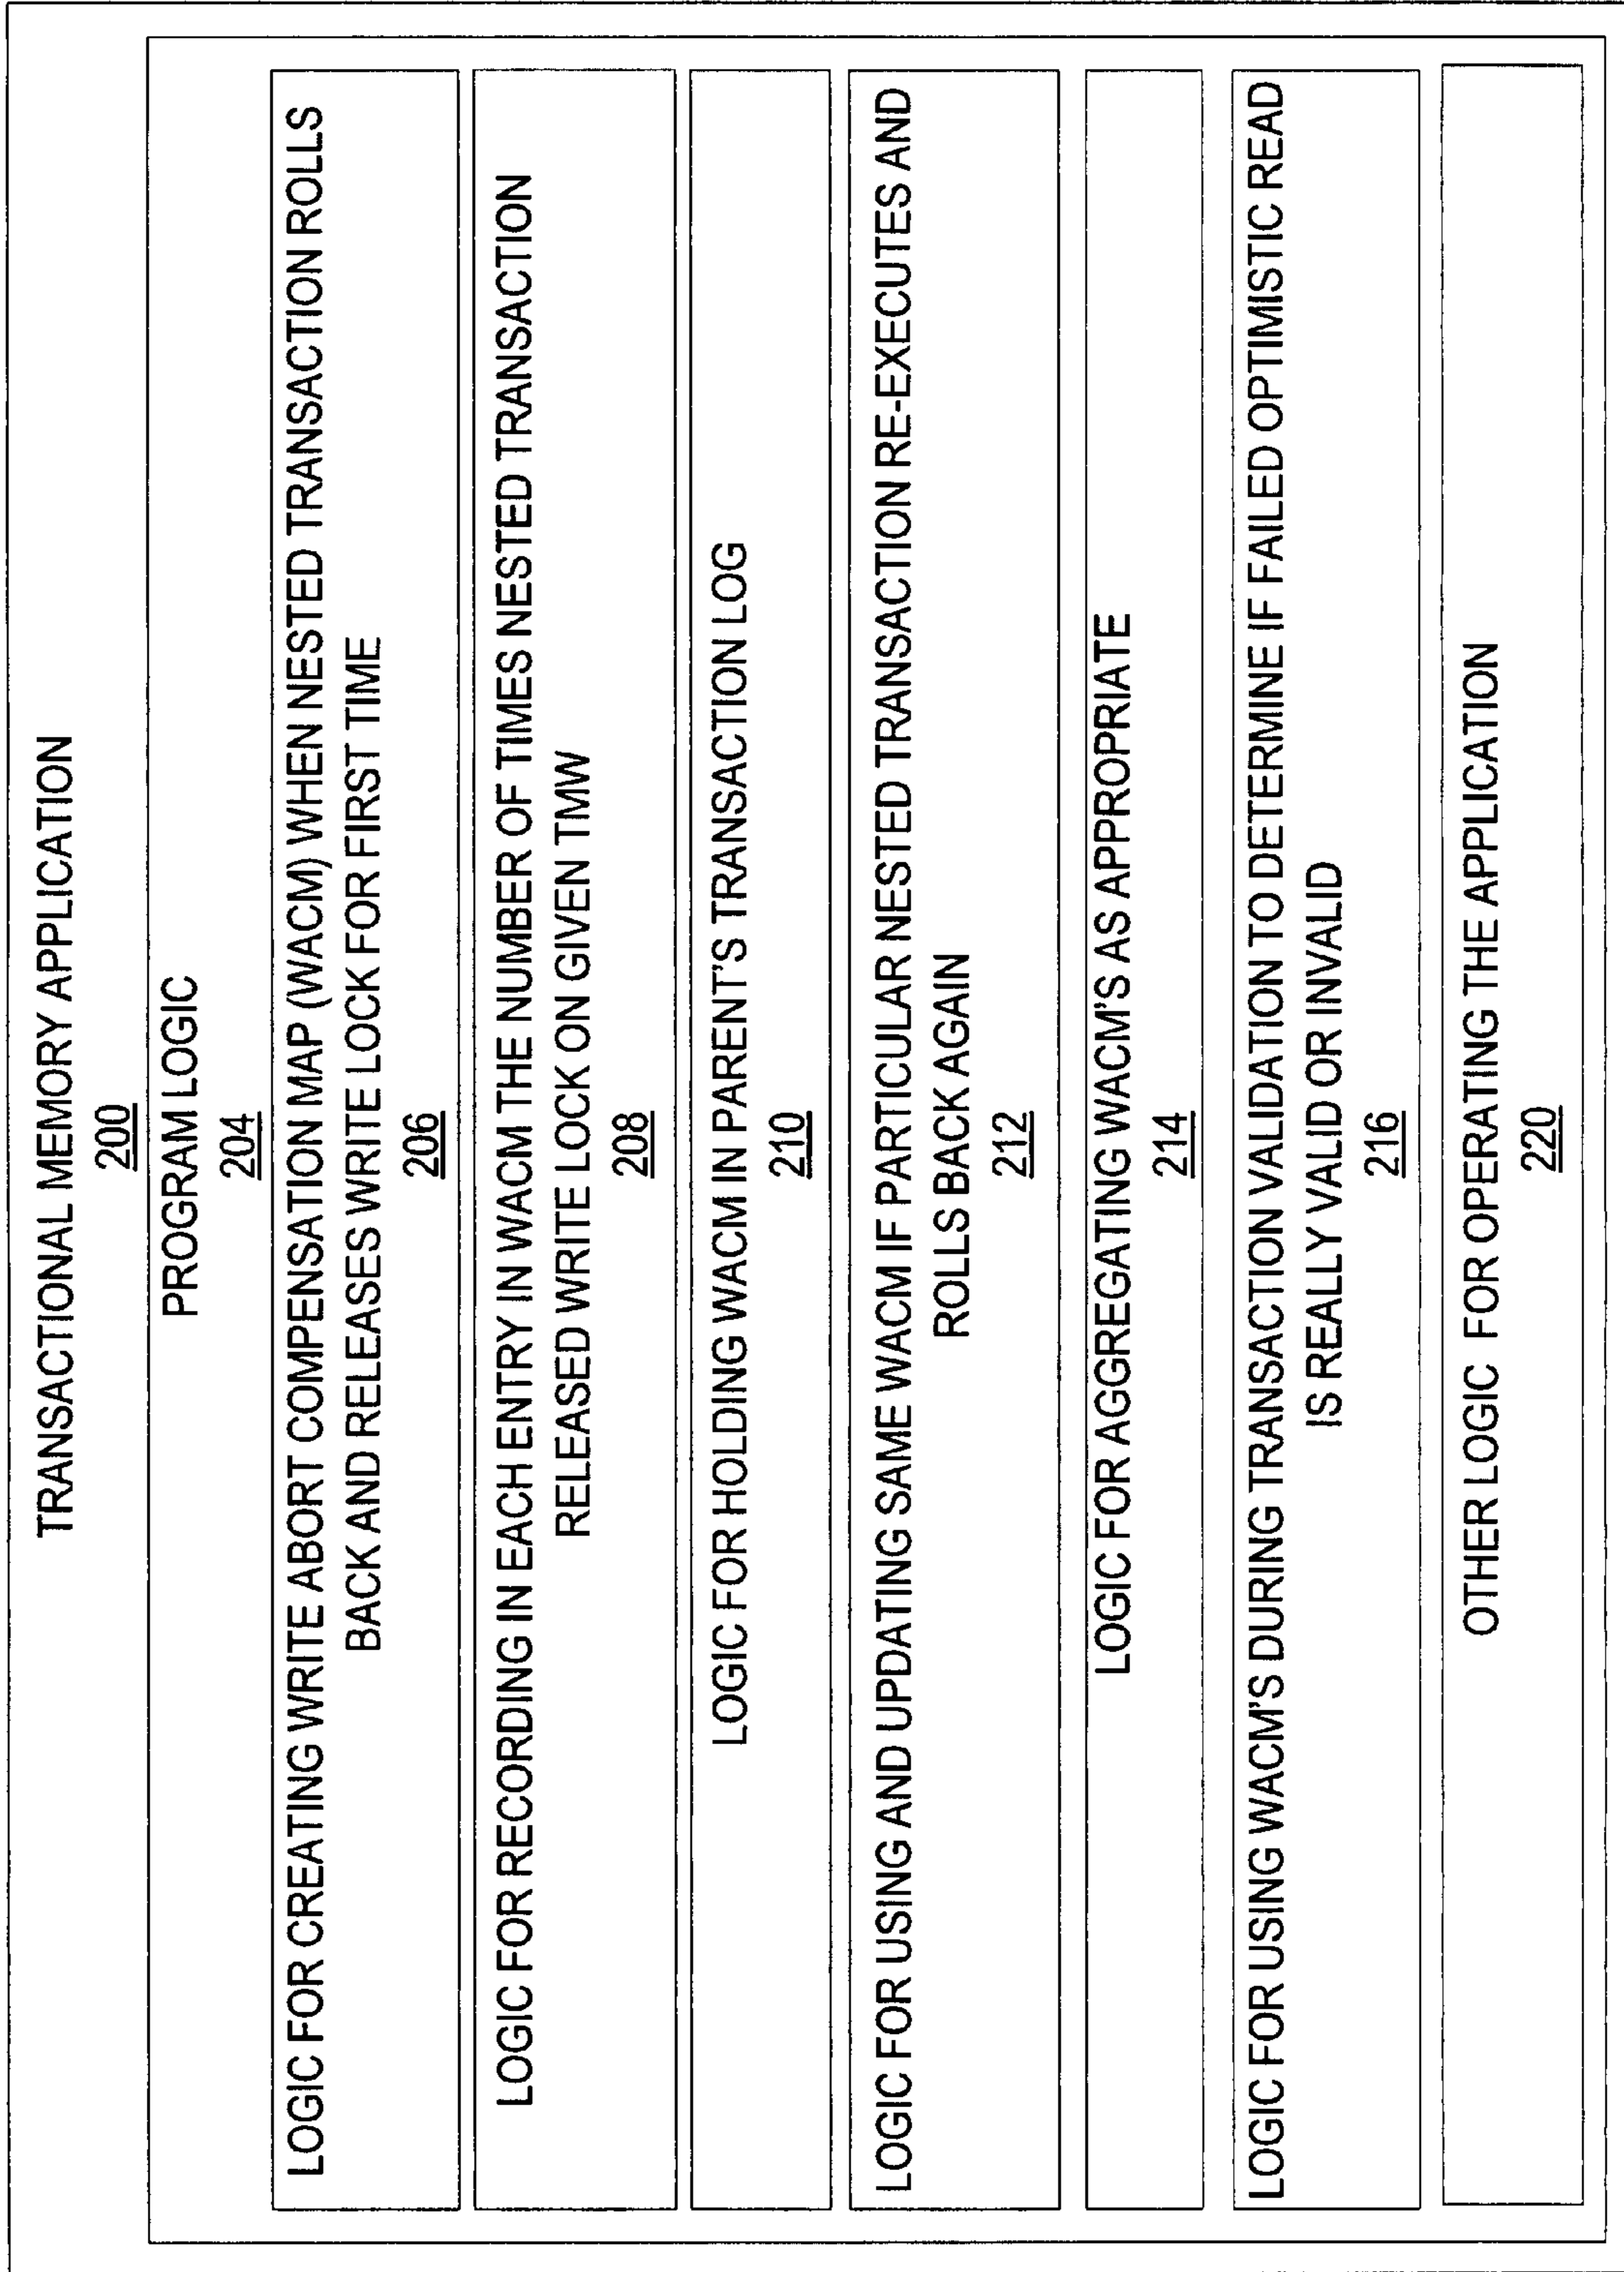 TRANSACTIONAL MEMORY APPLICATION
200
PROGRAM LOGIC
204
LOGIC FOR CREATING WRITE ABORT COMPENSATION MAP (WACM) WHEN NESTED TRANSACTION ROLLS
BACK AND RELEASES WRITE LOCK FOR FIRST TIME
206
LOGIC FOR RECORDING IN EACH ENTRY IN WACM THE NUMBER OF TIMES NESTED TRANSACTION
RELEASED WRITE LOCK ON GIVEN TMW
208
LOGIC FOR HOLDING WACM IN PARENT'S TRANSACTION LOG
210
LOGIC FOR USING AND UPDATING SAME WACM IF PARTICULAR NESTED TRANSACTION RE-EXECUTES AND
ROLLS BACK AGAIN
212
LOGIC FOR AGGREGATING WACM'S AS APPROPRIATE
214
LOGIC FOR USING WACM'S DURING TRANSACTION VALIDATION TO DETERMINE IF FAILED OPTIMISTIC READ
IS REALLY VALID OR INVALID
216
OTHER LOGIC FOR OPERATING THE APPLICATION
220